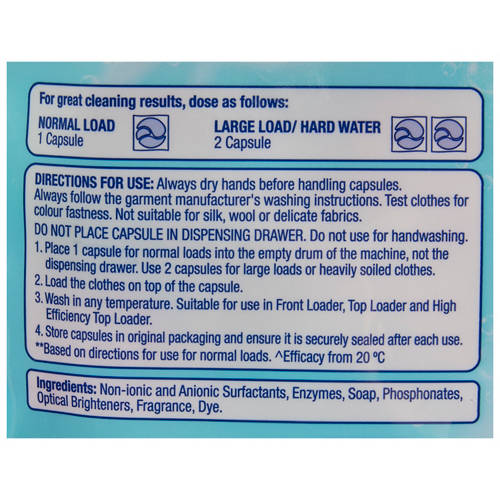 For great cleaning results, dose as follows:
NORMAL LOAD
1 Capsule
LARGE LOAD/ HARD WATER
2 Capsule
DIRECTIONS FOR USE: Always dry hands before handling capsules.
Always follow the garment manufacturer's washing instructions. Test clothes for
colour fastness. Not suitable for silk, wool or delicate fabrics.
DO NOT PLACE CAPSULE IN DISPENSING DRAWER. Do not use for handwashing.
1. Place 1 capsule for normal loads into the empty drum of the machine, not the
dispensing drawer. Use 2 capsules for large loads or heavily soiled clothes.
2. Load the clothes on top of the capsule.
3. Wash in any temperature. Suitable for use in Front Loader, Top Loader and High
Efficiency Top Loader.
4. Store capsules in original packaging and ensure it is securely sealed after each use.
**Based on directions for use for normal loads. ^Efficacy from 20 ºC
Ingredients: Non-ionic and Anionic Surfactants, Enzymes, Soap, Phosphonates,
Optical Brighteners, Fragrance, Dye.